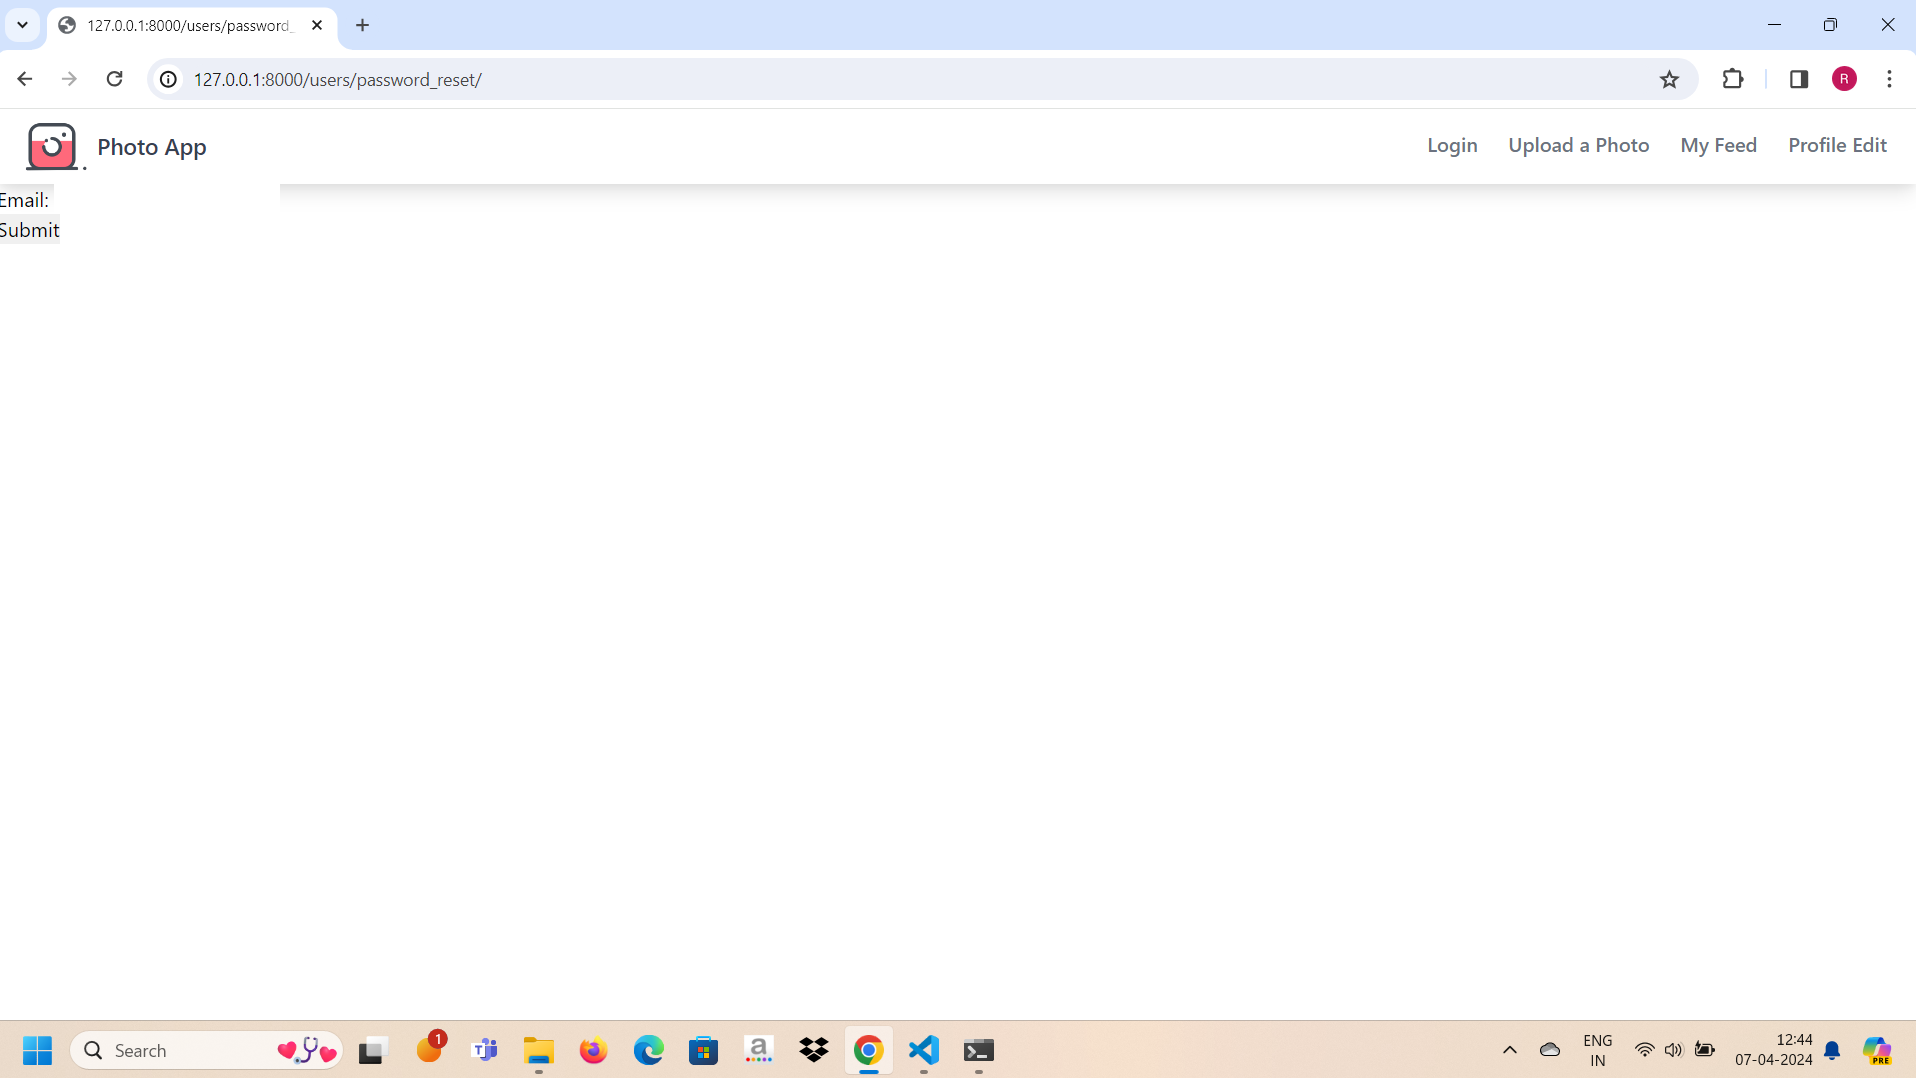 127.0.0.1:8000/users/password_
127.0.0.1:8000/users/password_reset/
R
Photo App
Login
Upload a Photo
My Feed
Profile Edit
Email:
Submit
Search
1
T
a
ENG
IN
12:44
07-04-2024
PRE